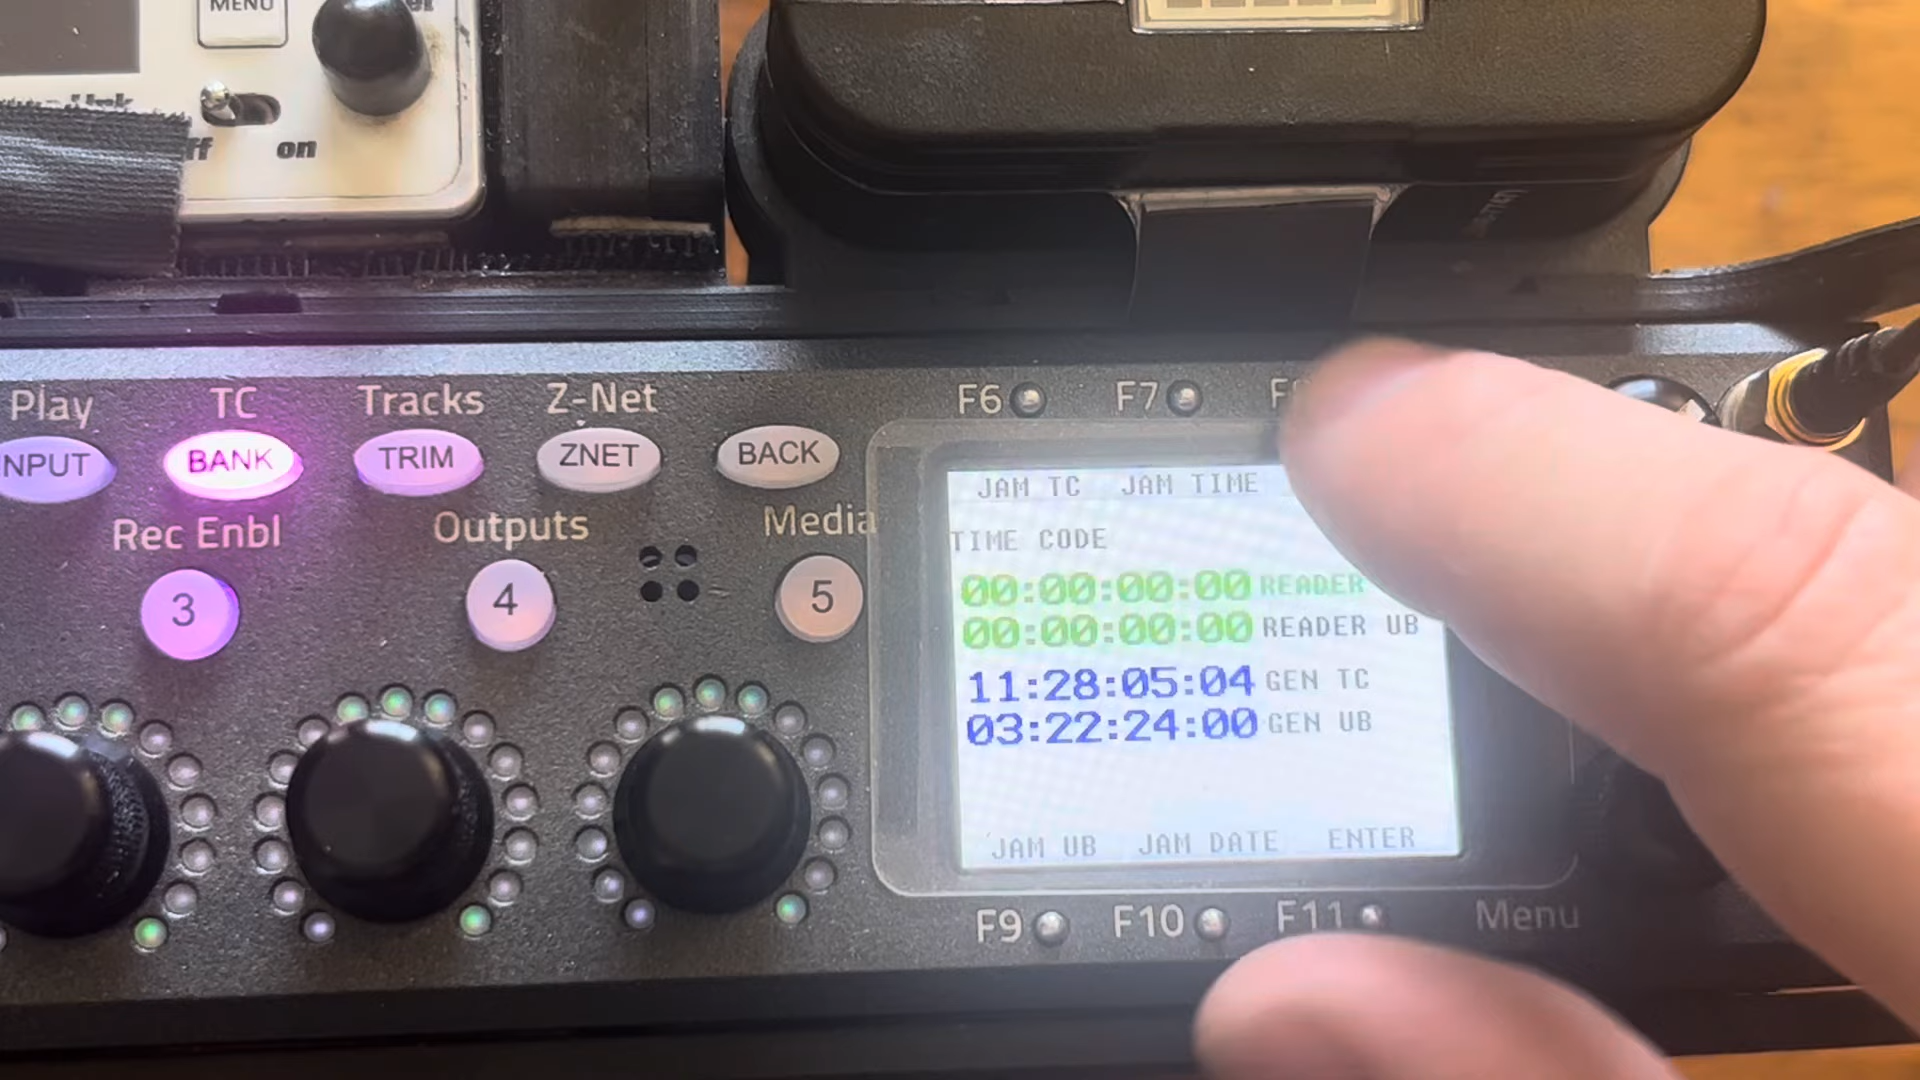 MENU
off on
Play TC Tracks Z-Net F6 F7
INPUT BANK TRIM ZNET BACK
Rec Enbl Outputs Media
3 4 5
JAM TC JAM TIME
TIME CODE
00:00:00:00 READER
00:00:00:00 READER UB
11:28:05:04 GEN TC
03:22:24:00 GEN UB
JAM UB JAM DATE ENTER
F9 F10 F11 Menu